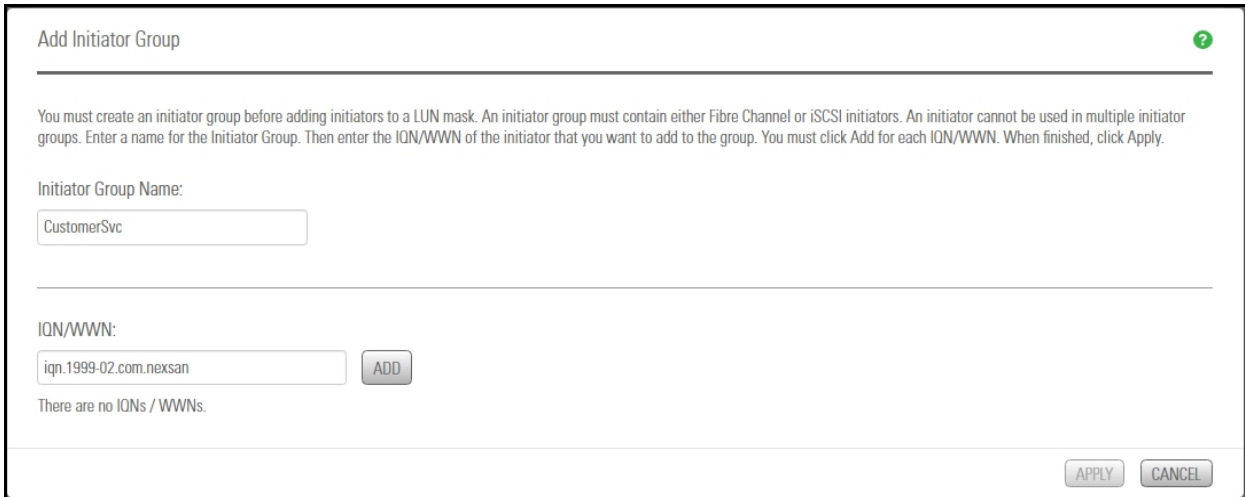 Add Initiator Group
?
You must create an initiator group before adding initiators to a LUN mask. An initiator group must contain either Fibre Channel or iSCSI initiators. An initiator cannot be used in multiple initiator
groups. Enter a name for the Initiator Group. Then enter the IQN/WWN of the initiator that you want to add to the group. You must click Add for each IQN/WWN. When finished, click Apply.
Initiator Group Name:
CustomerSvc
IQN/WWN:
iqn.1999-02.com.nexsan ADD
There are no IQNs / WWNs.
APPLY CANCEL